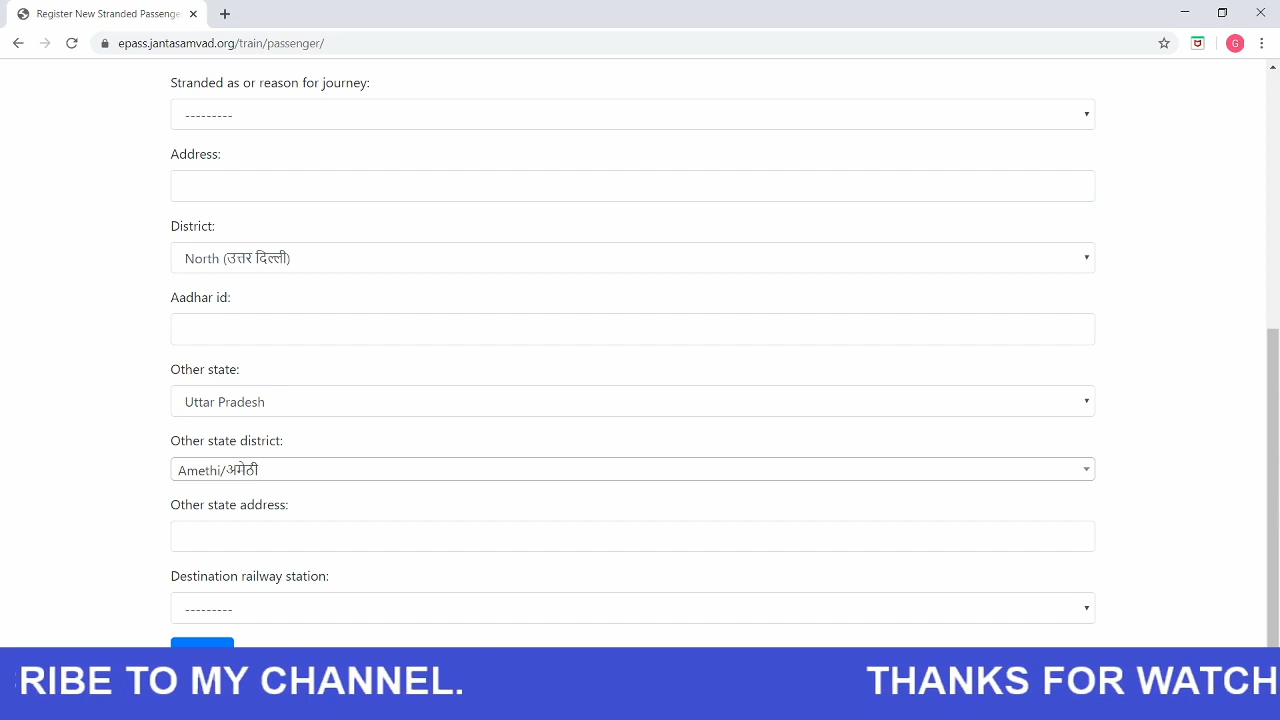 Register New Stranded Passenge
epass.jantasamvad.org/train/passenger/
G
Stranded as or reason for journey:
---------
Address:
District:
North (उत्तर दिल्ली)
Aadhar id:
Other state:
Uttar Pradesh
Other state district:
Amethi/अमेठी
Other state address:
Destination railway station:
---------
RIBE TO MY CHANNEL. THANKS FOR WATCH